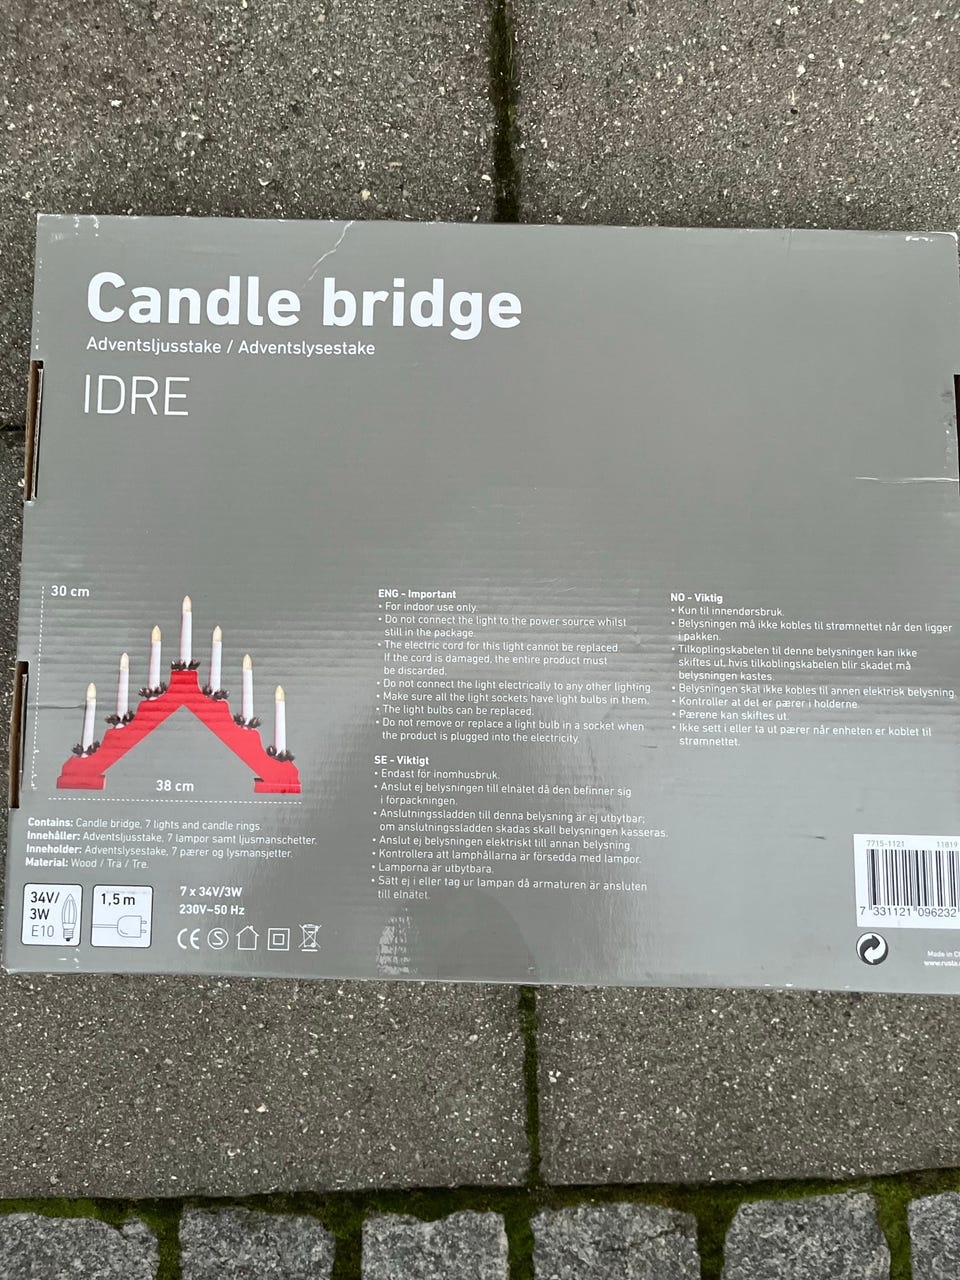 Candle bridge
Adventsljusstake / Adventslysestake
IDRE
30 cm
38 cm
Contains: Candle bridge, 7 lights and candle rings.
Innehåller: Adventsljusstake, 7 lampor samt ljusmanschetter.
Inneholder: Adventslysestake, 7 pærer og lysmansjetter.
Material: Wood / Trä / Tre.
34V/
3W
E10
1,5 m
7 x 34V/3W
230V~50 Hz
CE
S
ENG - Important
• For indoor use only.
• Do not connect the light to the power source whilst
still in the package.
• The electric cord for this light cannot be replaced.
If the cord is damaged, the entire product must
be discarded.
• Do not connect the light electrically to any other lighting.
• Make sure all the light sockets have light bulbs in them.
• The light bulbs can be replaced.
• Do not remove or replace a light bulb in a socket when
the product is plugged into the electricity.
SE - Viktigt
• Endast för inomhusbruk.
• Anslut ej belysningen till elnätet då den befinner sig
i förpackningen.
• Anslutningssladden till denna belysning är ej utbytbar;
om anslutningssladden skadas skall belysningen kasseras.
• Anslut ej belysningen elektriskt till annan belysning.
• Kontrollera att lamphållarna är försedda med lampor.
• Lamporna är utbytbara.
• Sätt ej i eller tag ur lampan då armaturen är ansluten
till elnätet.
NO - Viktig
• Kun til innendørsbruk.
• Belysningen må ikke kobles til strømnettet når den ligger
i pakken.
• Tilkoplingskabelen til denne belysningen kan ikke
skiftes ut, hvis tilkoblingskabelen blir skadet må
belysningen kastes.
• Belysningen skal ikke kobles til annen elektrisk belysning.
• Kontroller at det er pærer i holderne.
• Pærene kan skiftes ut.
• Ikke sett i eller ta ut pærer når enheten er koblet til
strømnettet.
7715-1121 11819
7 331121 096232
Made in
www.rusta.